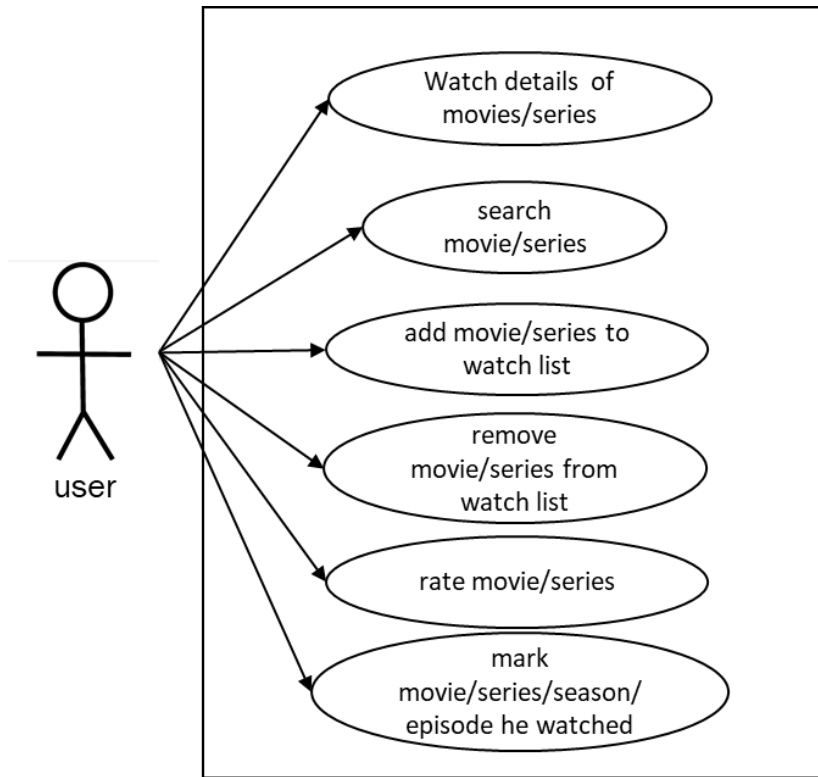 Watch details of
movies/series
search
movie/series
add movie/series to
watch list
remove
movie/series from
watch list
rate movie/series
mark
movie/series/season/
episode he watched
user